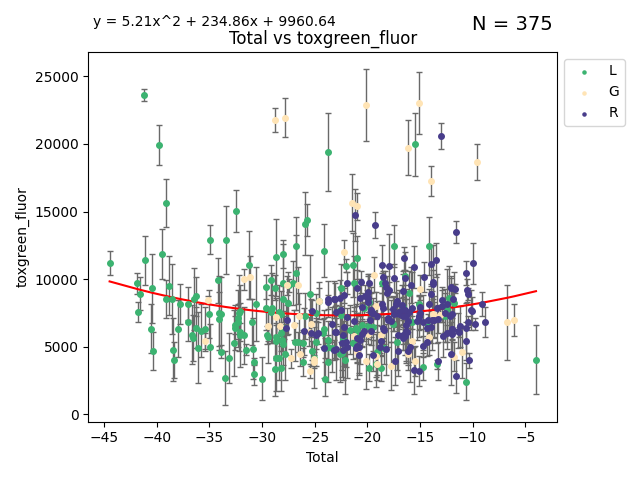 y = 5.21x^2 + 234.86x + 9960.64
N = 375
Total vs toxgreen_fluor
L
G
R
toxgreen_fluor
25000
20000
15000
10000
5000
0
−45
−40
−35
−30
−25
−20
−15
−10
−5
Total